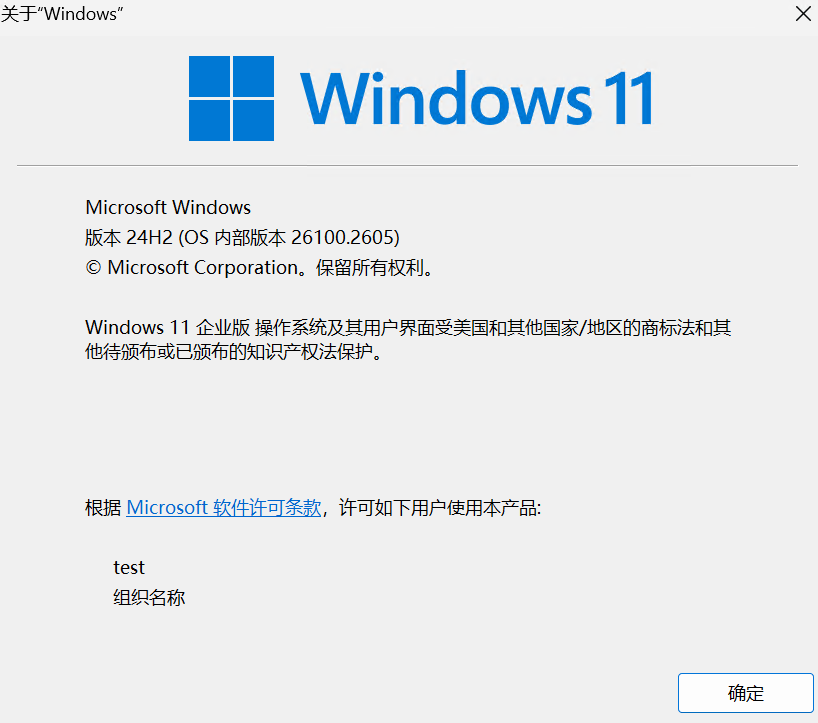 关于“Windows”
Windows 11
Microsoft Windows
版本 24H2 (OS 内部版本 26100.2605)
© Microsoft Corporation。保留所有权利。
Windows 11 企业版 操作系统及其用户界面受美国和其他国家/地区的商标法和其
他待颁布或已颁布的知识产权法保护。
根据 Microsoft 软件许可条款，许可如下用户使用本产品:
test
组织名称
确定